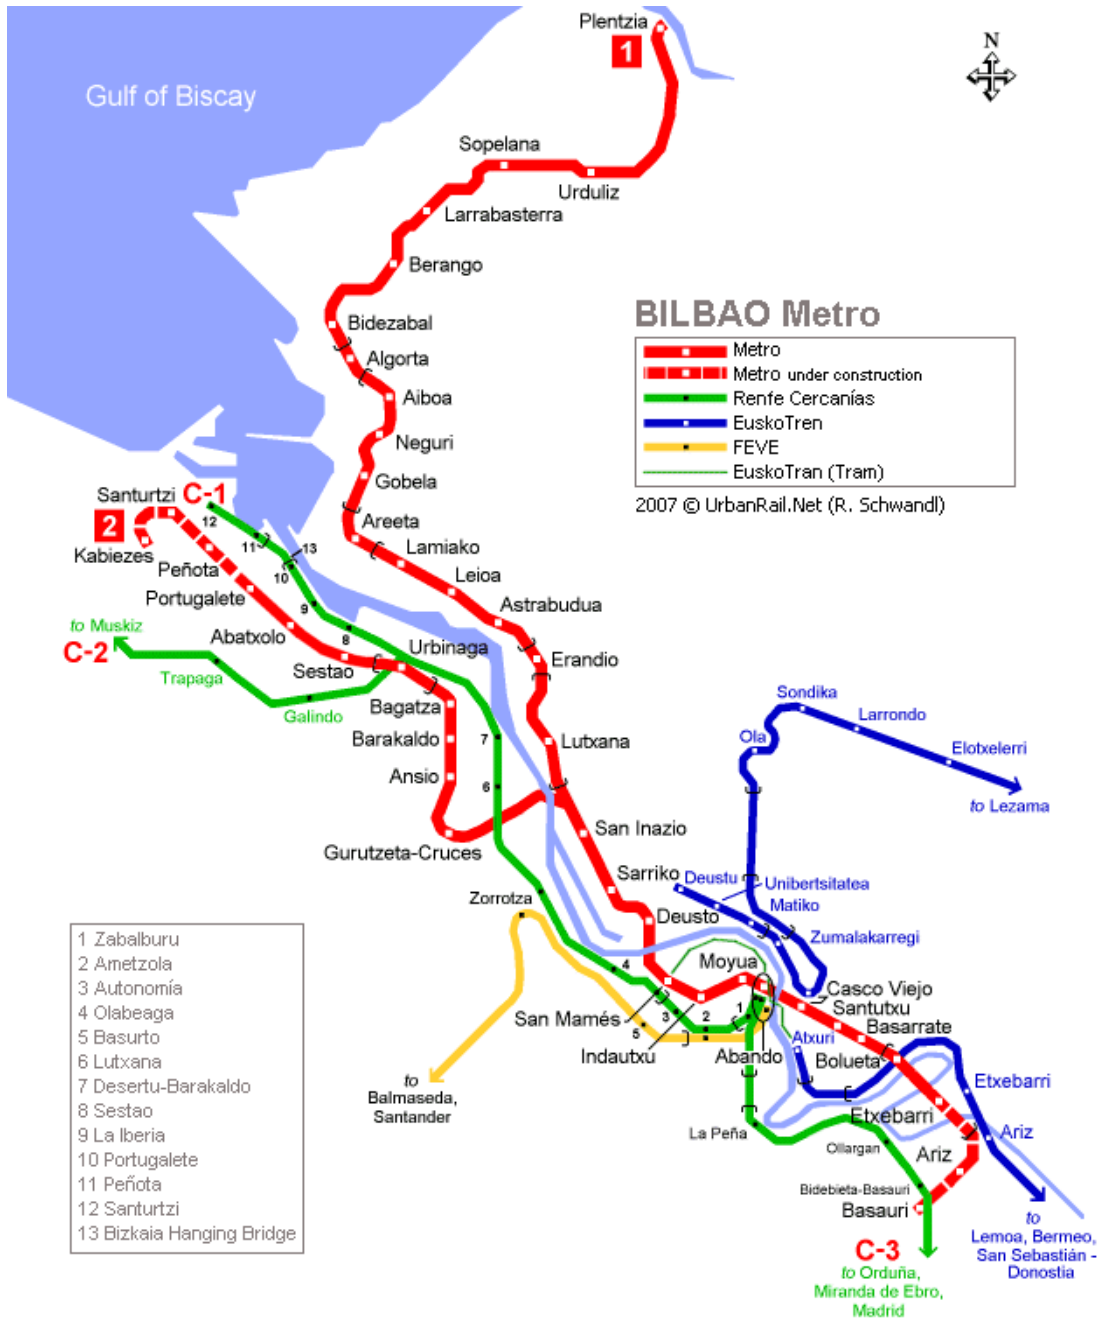 Plentzia
1
N
Gulf of Biscay
Sopelana
Urduliz
Larrabasterra
Berango
BILBAO Metro
Metro
Metro under construction
Renfe Cercanías
EuskoTren
FEVE
EuskoTran (Tram)
2007 © UrbanRail.Net (R. Schwandl)
Bidezabal
Algorta
Aiboa
Neguri
Gobela
Areeta
Lamiako
Leioa
Astrabudua
Erandio
Lutxana
Santurtzi
C-1
12
2
Kabiezes
11
13
Peñota
10
Portugalete
9
to Muskiz
C-2
Abatxolo
8
Urbinaga
Sestao
Trapaga
Galindo
Bagatza
Barakaldo
7
Ansio
6
Gurutzeta-Cruces
San Inazio
Sondika
Larrondo
Ola
Elotxelerri
to Lezama
Sarriko
Deustu
Unibertsitatea
Matiko
Zorrotza
Deusto
Zumalakarregi
4
Moyua
Casco Viejo
Santutxu
San Mamés
3
2
1
5
Basarrate
Indautxu
Abando
Atxuri
Bolueta
to
Balmaseda,
Santander
Etxebarri
Etxebarri
La Peña
Ariz
Ollargan
Ariz
Bidebieta-Basauri
Basauri
C-3
to Orduña,
Miranda de Ebro,
Madrid
to
Lemoa, Bermeo,
San Sebastián -
Donostia
1 Zabalburu
2 Ametzola
3 Autonomía
4 Olabeaga
5 Basurto
6 Lutxana
7 Desertu-Barakaldo
8 Sestao
9 La Iberia
10 Portugalete
11 Peñota
12 Santurtzi
13 Bizkaia Hanging Bridge